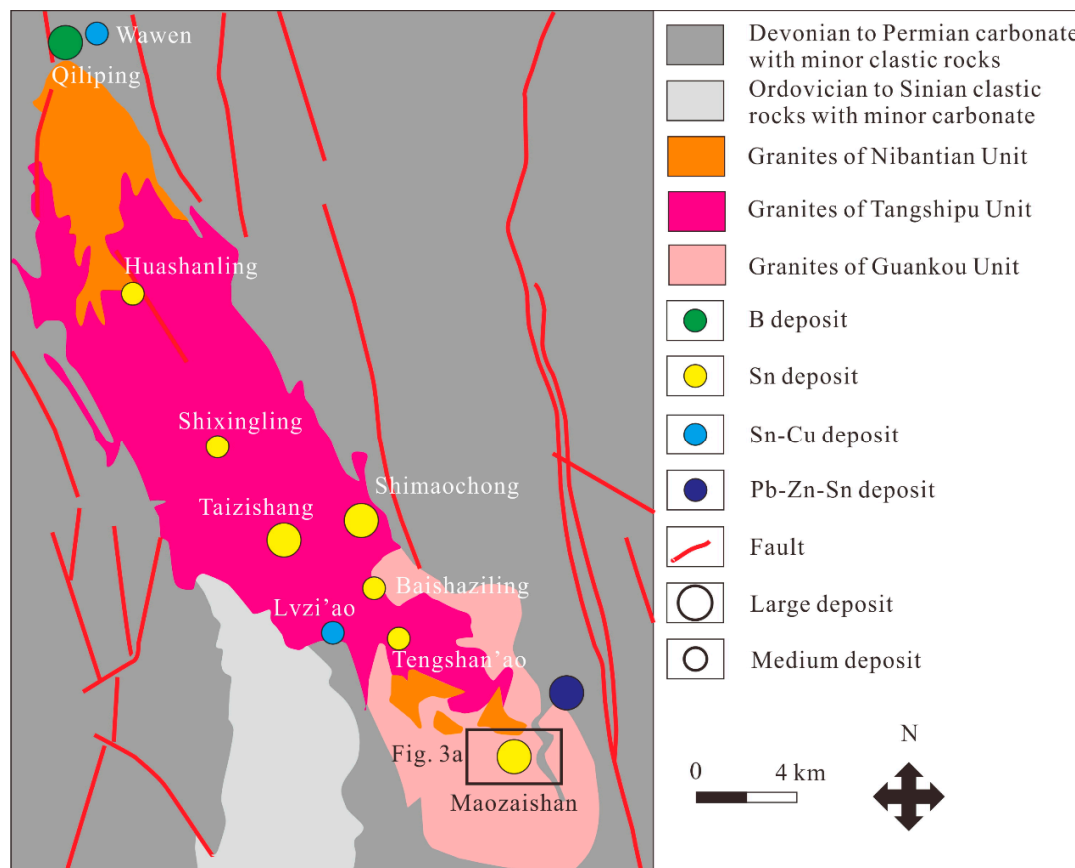 Wawen
Qiliping
Huashanling
Shixingling
Shimaochong
Taizishang
Baishaziling
Lvzi'ao
Tengshan'ao
Fig. 3a
Maozaishan
Devonian to Permian carbonate
with minor clastic rocks
Ordovician to Sinian clastic
rocks with minor carbonate
Granites of Nibantian Unit
Granites of Tangshipu Unit
Granites of Guankou Unit
B deposit
Sn deposit
Sn-Cu deposit
Pb-Zn-Sn deposit
Fault
Large deposit
Medium deposit
N
0 4 km